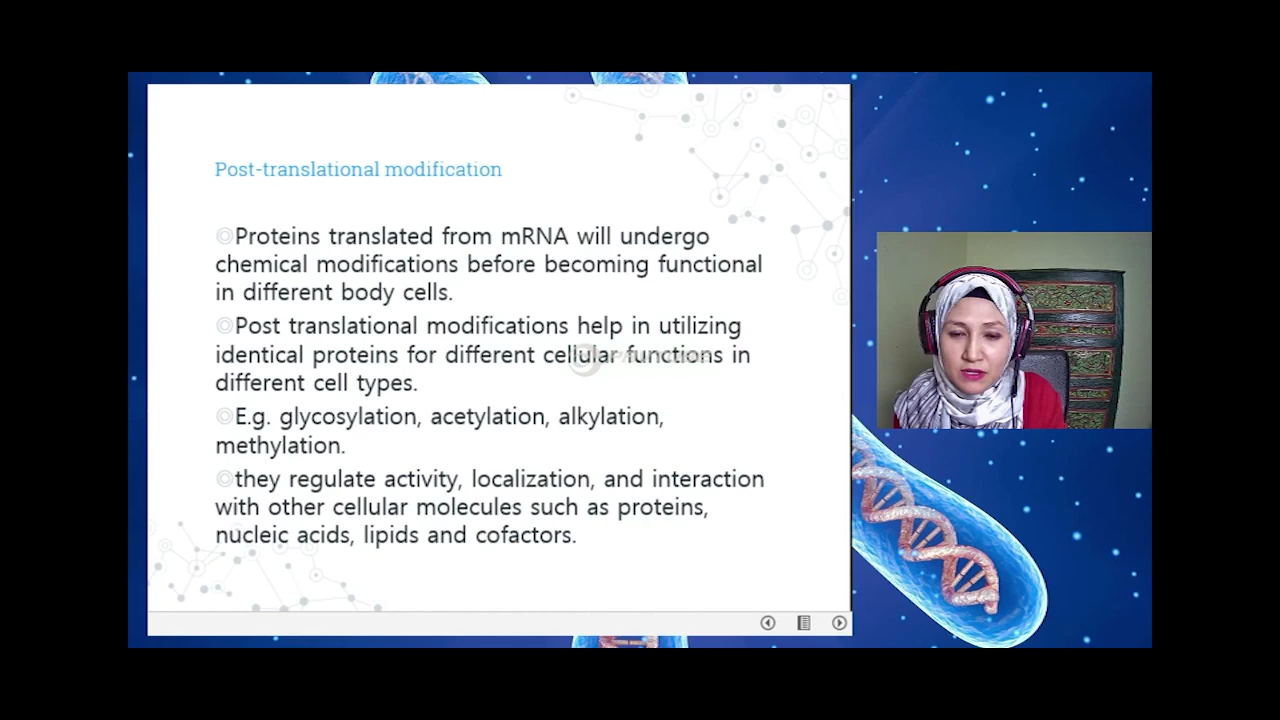 Post-translational modification
Proteins translated from mRNA will undergo
chemical modifications before becoming functional
in different body cells.
Post translational modifications help in utilizing
identical proteins for different cellular functions in
different cell types.
E.g. glycosylation, acetylation, alkylation,
methylation.
they regulate activity, localization, and interaction
with other cellular molecules such as proteins,
nucleic acids, lipids and cofactors.